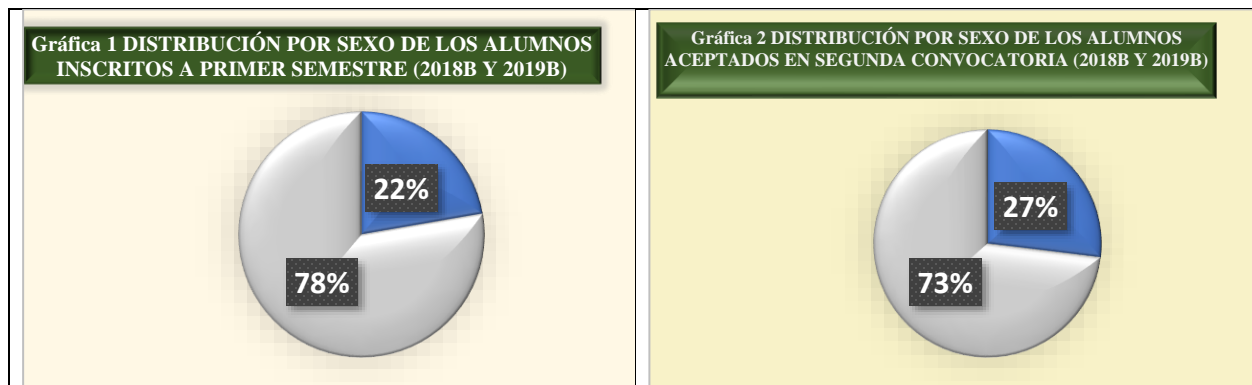 Gráfica 1 DISTRIBUCIÓN POR SEXO DE LOS ALUMNOS
INSCRITOS A PRIMER SEMESTRE (2018B Y 2019B)
22%
78%
Gráfica 2 DISTRIBUCIÓN POR SEXO DE LOS ALUMNOS
ACEPTADOS EN SEGUNDA CONVOCATORIA (2018B Y 2019B)
27%
73%